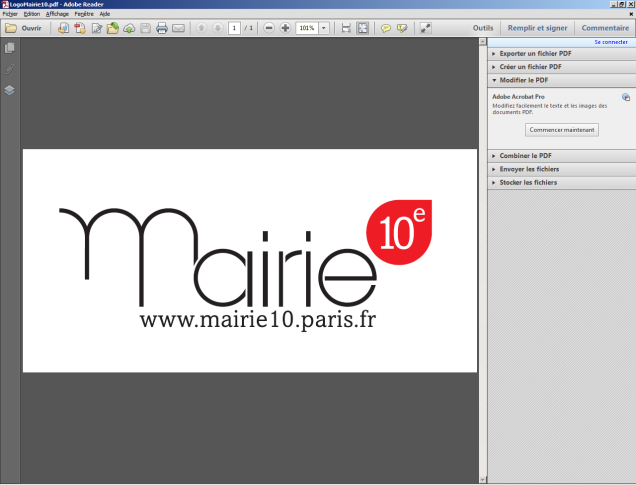 LogoMairie10.pdf - Adobe Reader
Fichier Edition Affichage Fenêtre Aide
Ouvrir 1 / 1 101% Outils Remplir et signer Commentaire
Se connecter
Exporter un fichier PDF
Créer un fichier PDF
Modifier le PDF
Adobe Acrobat Pro
Modifiez facilement le texte et les images des
documents PDF.
Commencer maintenant
Combiner le PDF
Envoyer les fichiers
Stocker les fichiers
Mairie 10e
www.mairie10.paris.fr